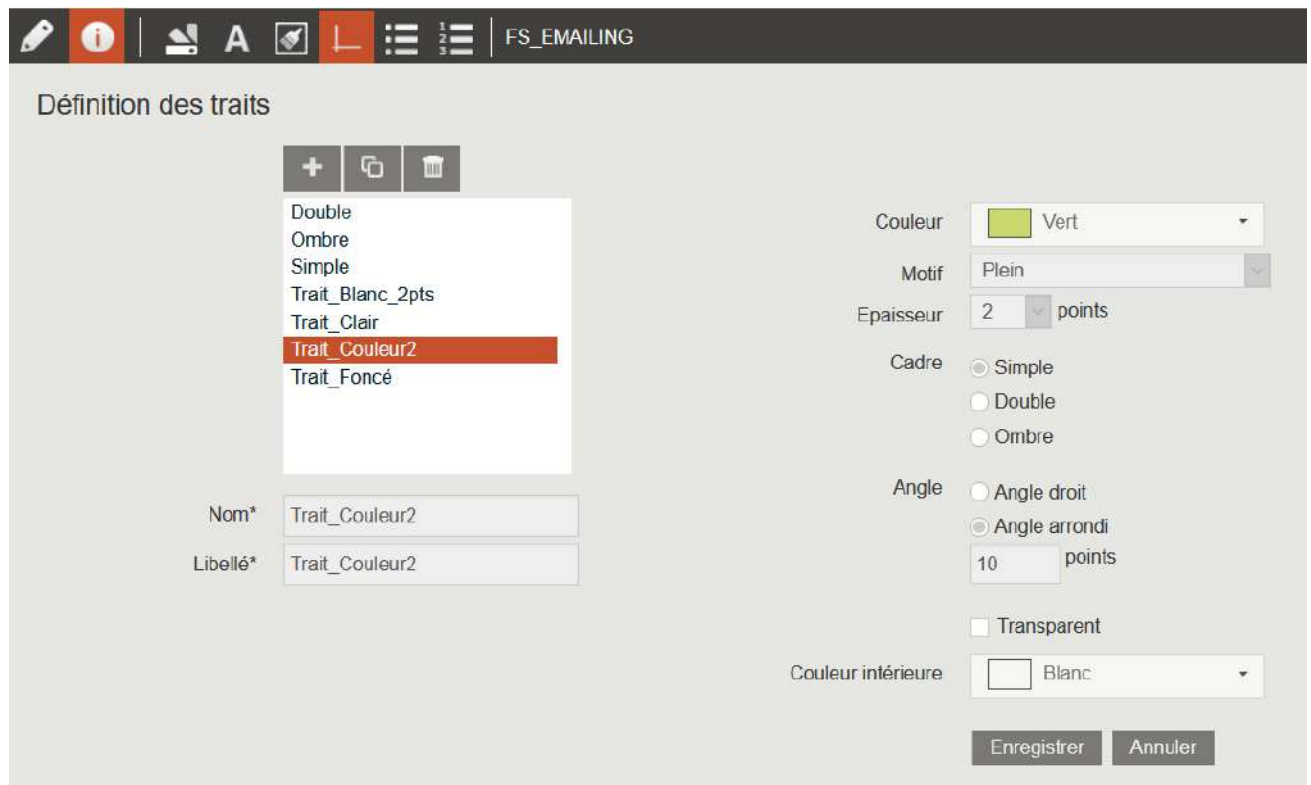 FS_EMAILING
Définition des traits
Double
Ombre
Simple
Trait_Blanc_2pts
Trait_Clair
Trait_Couleur2
Trait_Foncé
Nom* Trait_Couleur2
Libellé* Trait_Couleur2
Couleur Vert
Motif Plein
Epaisseur 2 points
Cadre Simple
Double
Ombre
Angle Angle droit
Angle arrondi
10 points
Transparent
Couleur intérieure Blanc
Enregistrer Annuler